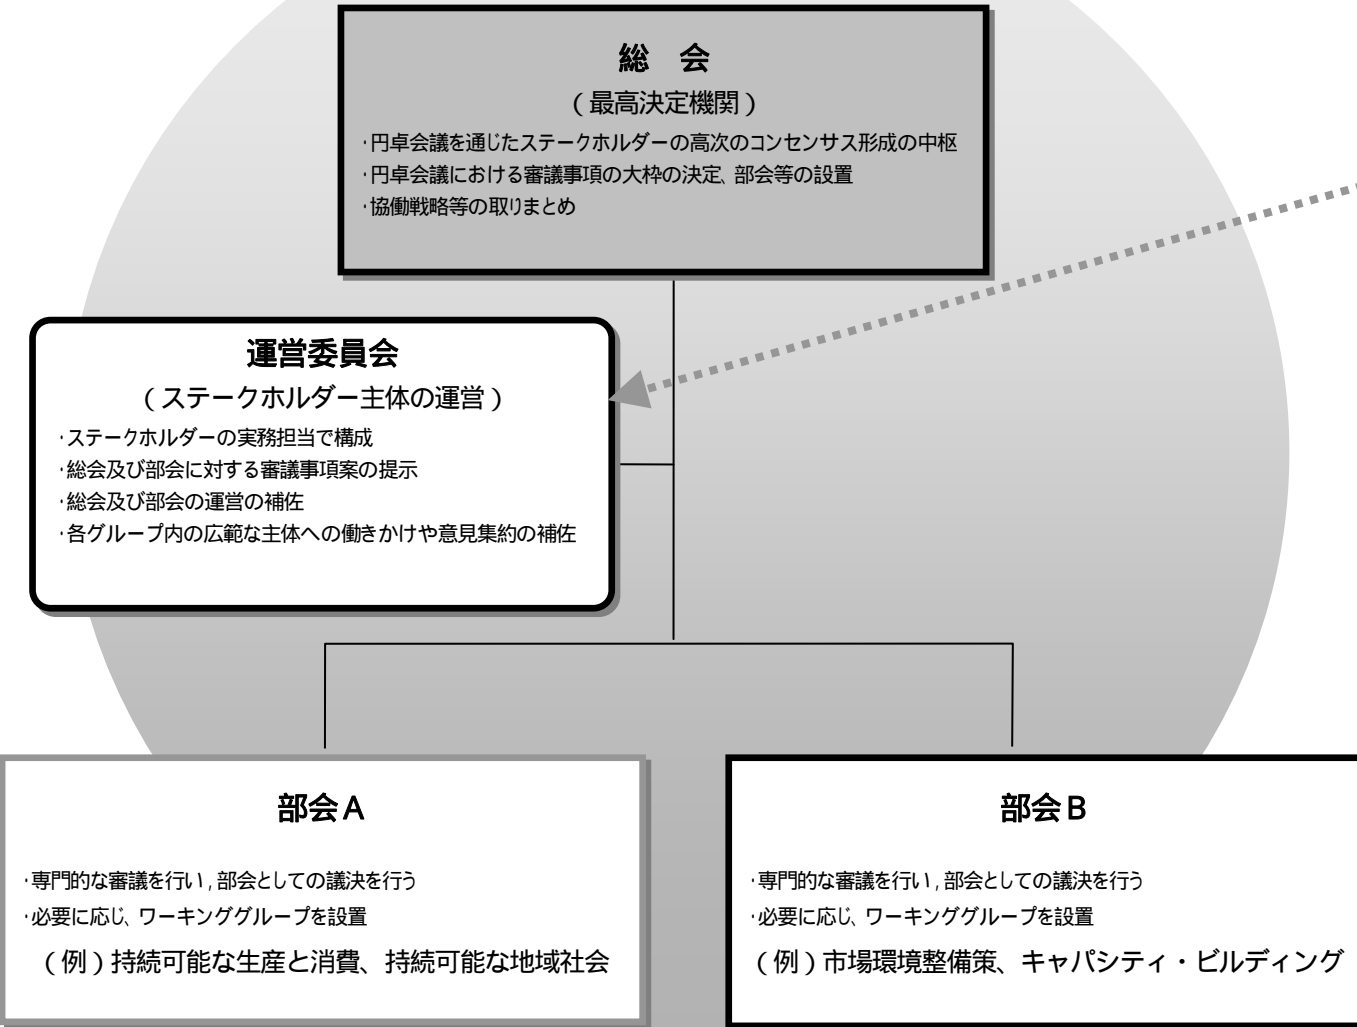 総　会
（最高決定機関）
・円卓会議を通じたステークホルダーの高次のコンセンサス形成の中枢
・円卓会議における審議事項の大枠の決定、部会等の設置
・協働戦略等の取りまとめ
運営委員会
（ステークホルダー主体の運営）
・ステークホルダーの実務担当で構成
・総会及び部会に対する審議事項案の提示
・総会及び部会の運営の補佐
・各グループ内の広範な主体への働きかけや意見集約の補佐
部会Ａ
・専門的な審議を行い，部会としての議決を行う
・必要に応じ、ワーキンググループを設置
（例）持続可能な生産と消費、持続可能な地域社会
部会Ｂ
・専門的な審議を行い，部会としての議決を行う
・必要に応じ、ワーキンググループを設置
（例）市場環境整備策、キャパシティ・ビルディング